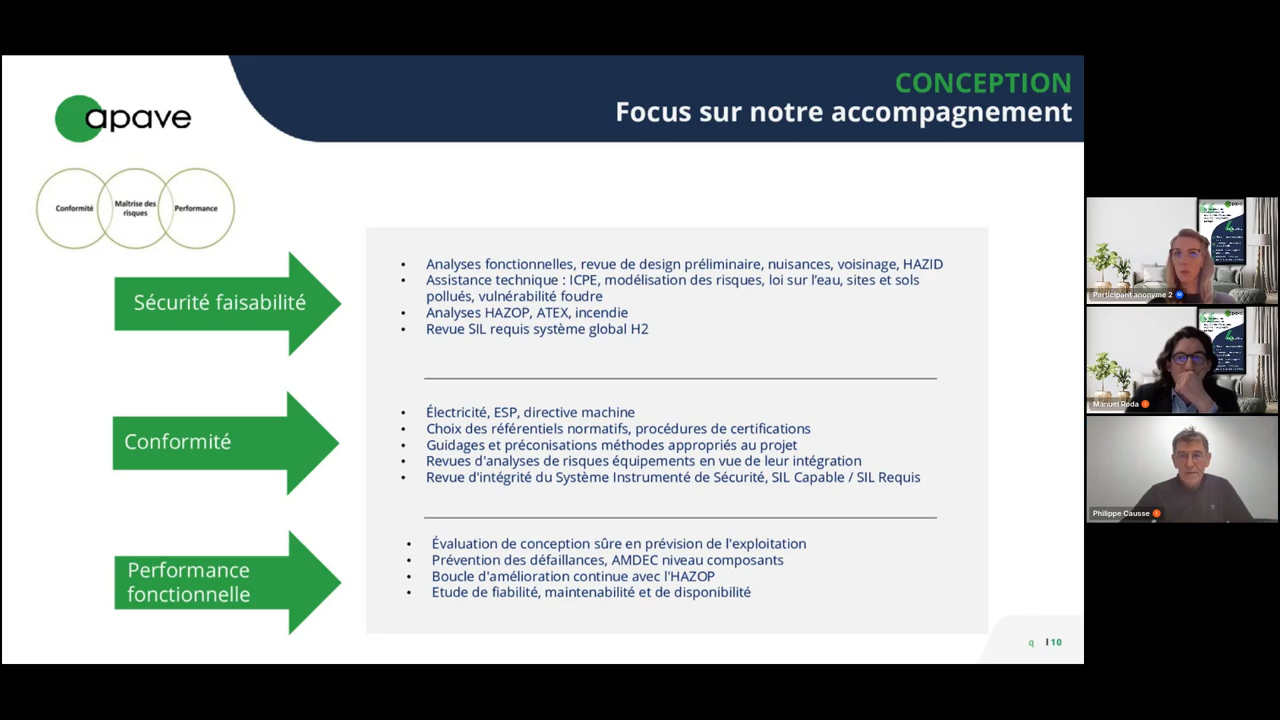 CONCEPTION
Focus sur notre accompagnement
apave
Conformité
Maîtrise des
risques
Performance
Sécurité faisabilité
• Analyses fonctionnelles, revue de design préliminaire, nuisances, voisinage, HAZID
• Assistance technique : ICPE, modélisation des risques, loi sur l'eau, sites et sols
pollués, vulnérabilité foudre
• Analyses HAZOP, ATEX, incendie
• Revue SIL requis système global H2
Conformité
• Électricité, ESP, directive machine
• Choix des référentiels normatifs, procédures de certifications
• Guidages et préconisations méthodes appropriés au projet
• Revues d'analyses de risques équipements en vue de leur intégration
• Revue d'intégrité du Système Instrumenté de Sécurité, SIL Capable / SIL Requis
Performance
fonctionnelle
• Évaluation de conception sûre en prévision de l'exploitation
• Prévention des défaillances, AMDEC niveau composants
• Boucle d'amélioration continue avec l'HAZOP
• Etude de fiabilité, maintenabilité et de disponibilité
q I 10
Participant anonyme 2
Manuel Roda
Philippe Causse